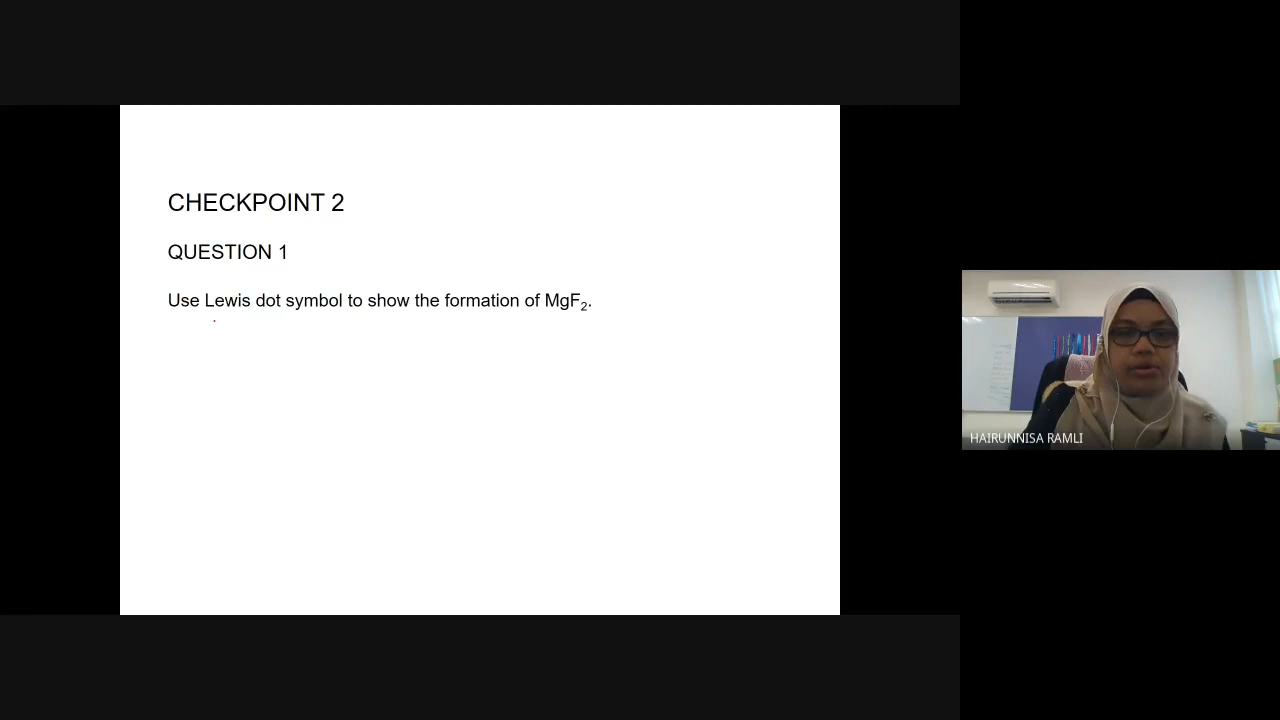 CHECKPOINT 2
QUESTION 1
Use Lewis dot symbol to show the formation of MgF₂.
HAIRUNNISA RAMLI